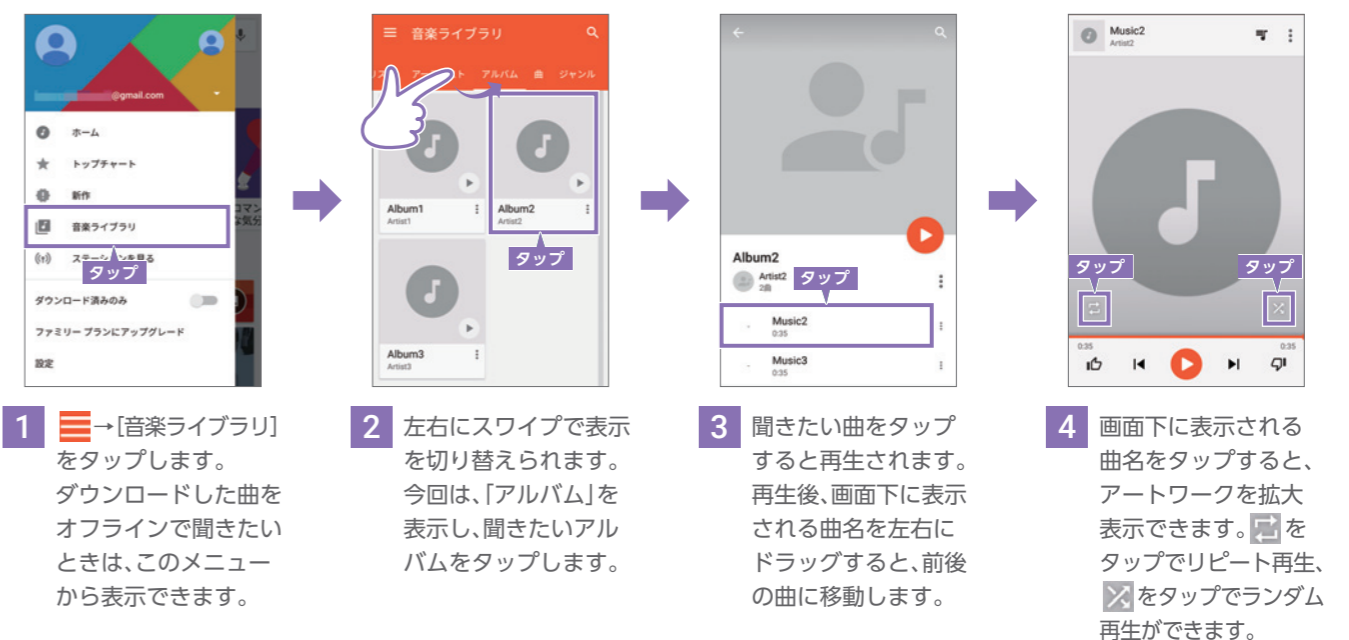 @gmail.com
ホーム
トップチャート
新作
音楽ライブラリ
タップ
ダウンロード済みのみ
ファミリー プランにアップグレード
設定
音楽ライブラリ
アルバム 曲 ジャンル
Album1
Artist1
Album2
Artist2
タップ
Album3
Artist3
Album2
Artist2
2曲
タップ
Music2
0:35
Music3
0:35
Music2
Artist2
タップ タップ
0:35 0:35
1 →[音楽ライブラリ]
をタップします。
ダウンロードした曲を
オフラインで聞きたい
ときは、このメニュー
から表示できます。
2 左右にスワイプで表示
を切り替えられます。
今回は、「アルバム」を
表示し、聞きたいアル
バムをタップします。
3 聞きたい曲をタップ
すると再生されます。
再生後、画面下に表示
される曲名を左右に
ドラッグすると、前後
の曲に移動します。
4 画面下に表示される
曲名をタップすると、
アートワークを拡大
表示できます。 を
タップでリピート再生、
をタップでランダム
再生ができます。